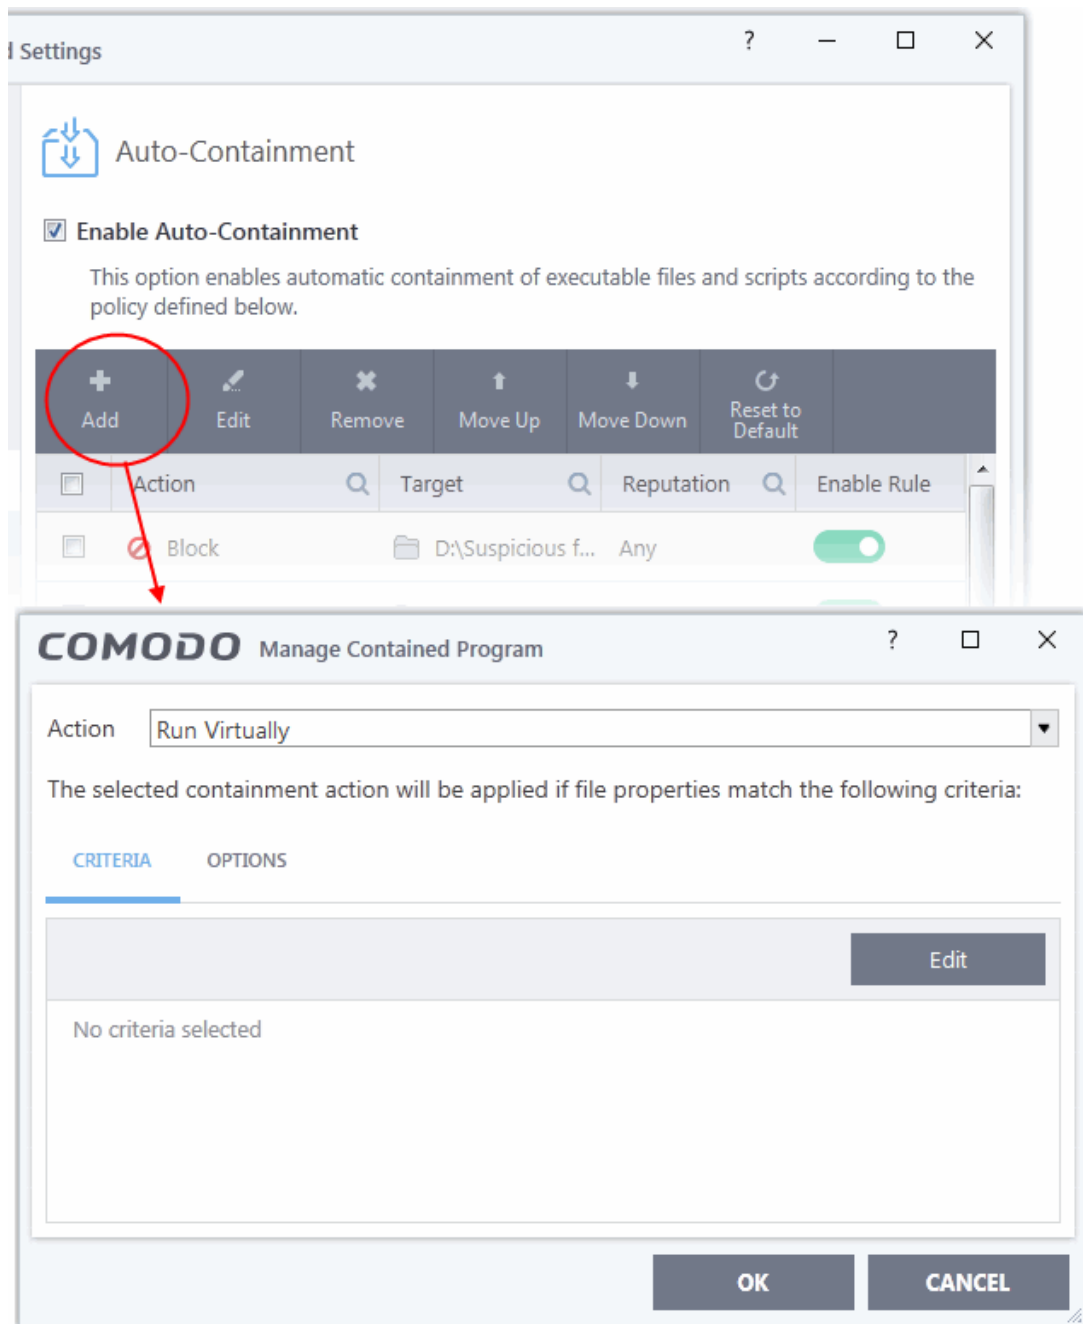 d Settings
?
Auto-Containment
Enable Auto-Containment
This option enables automatic containment of executable files and scripts according to the
policy defined below.
Add Edit Remove Move Up Move Down Reset to
Default
Action Target Reputation Enable Rule
Block D:\Suspicious f... Any
COMODO Manage Contained Program ?
Action Run Virtually
The selected containment action will be applied if file properties match the following criteria:
CRITERIA OPTIONS
Edit
No criteria selected
OK CANCEL